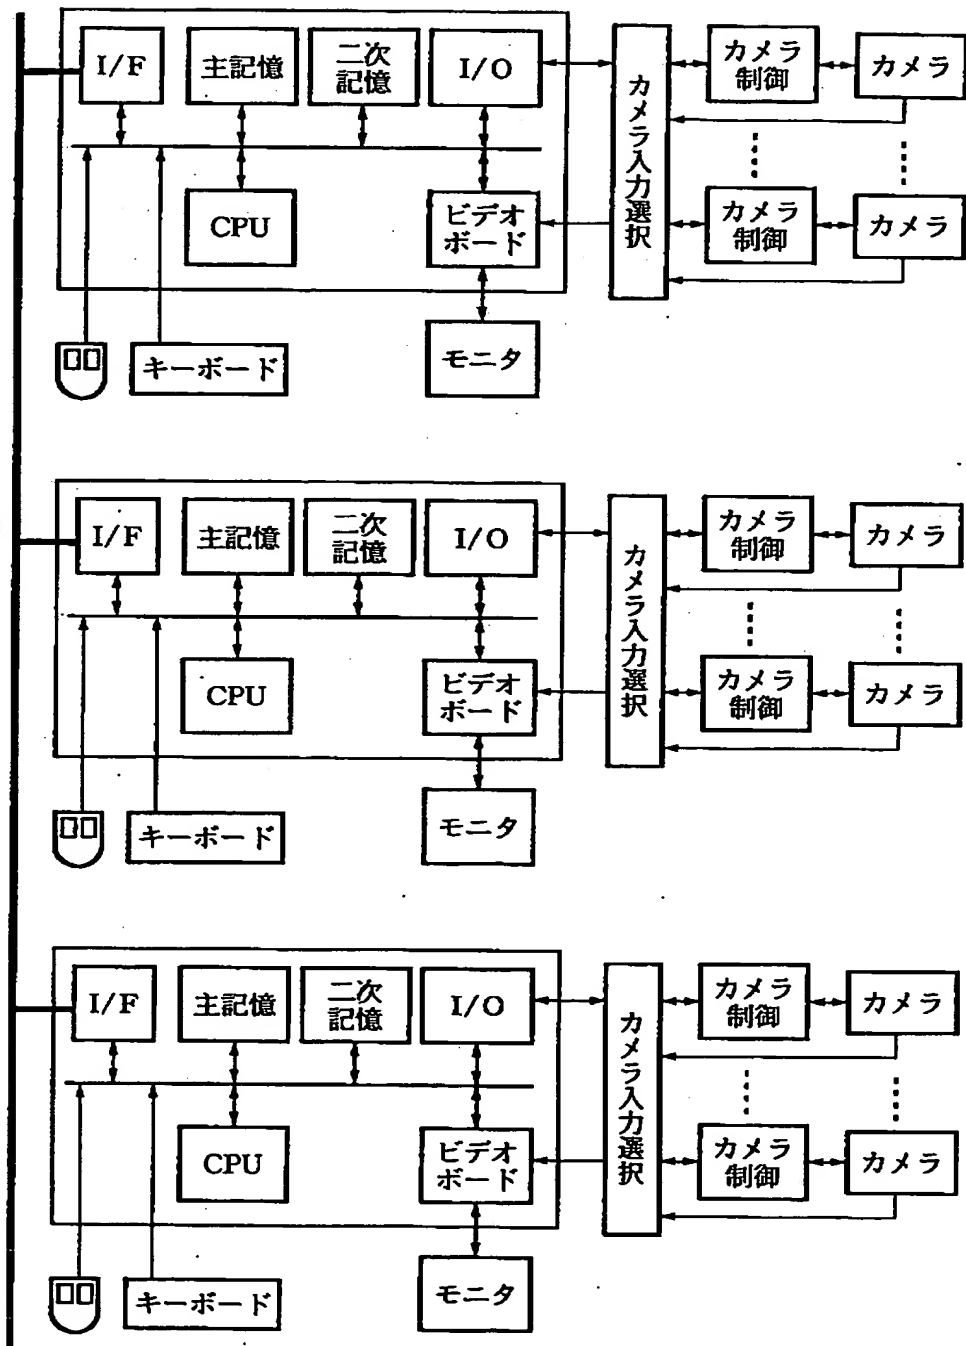 I/F
主記憶
二次
記憶
I/O
カメラ入力選択
カメラ
制御
カメラ
CPU
ビデオ
ボード
カメラ
制御
カメラ
キーボード
モニタ
I/F
主記憶
二次
記憶
I/O
カメラ入力選択
カメラ
制御
カメラ
CPU
ビデオ
ボード
カメラ
制御
カメラ
キーボード
モニタ
I/F
主記憶
二次
記憶
I/O
カメラ入力選択
カメラ
制御
カメラ
CPU
ビデオ
ボード
カメラ
制御
カメラ
キーボード
モニタ